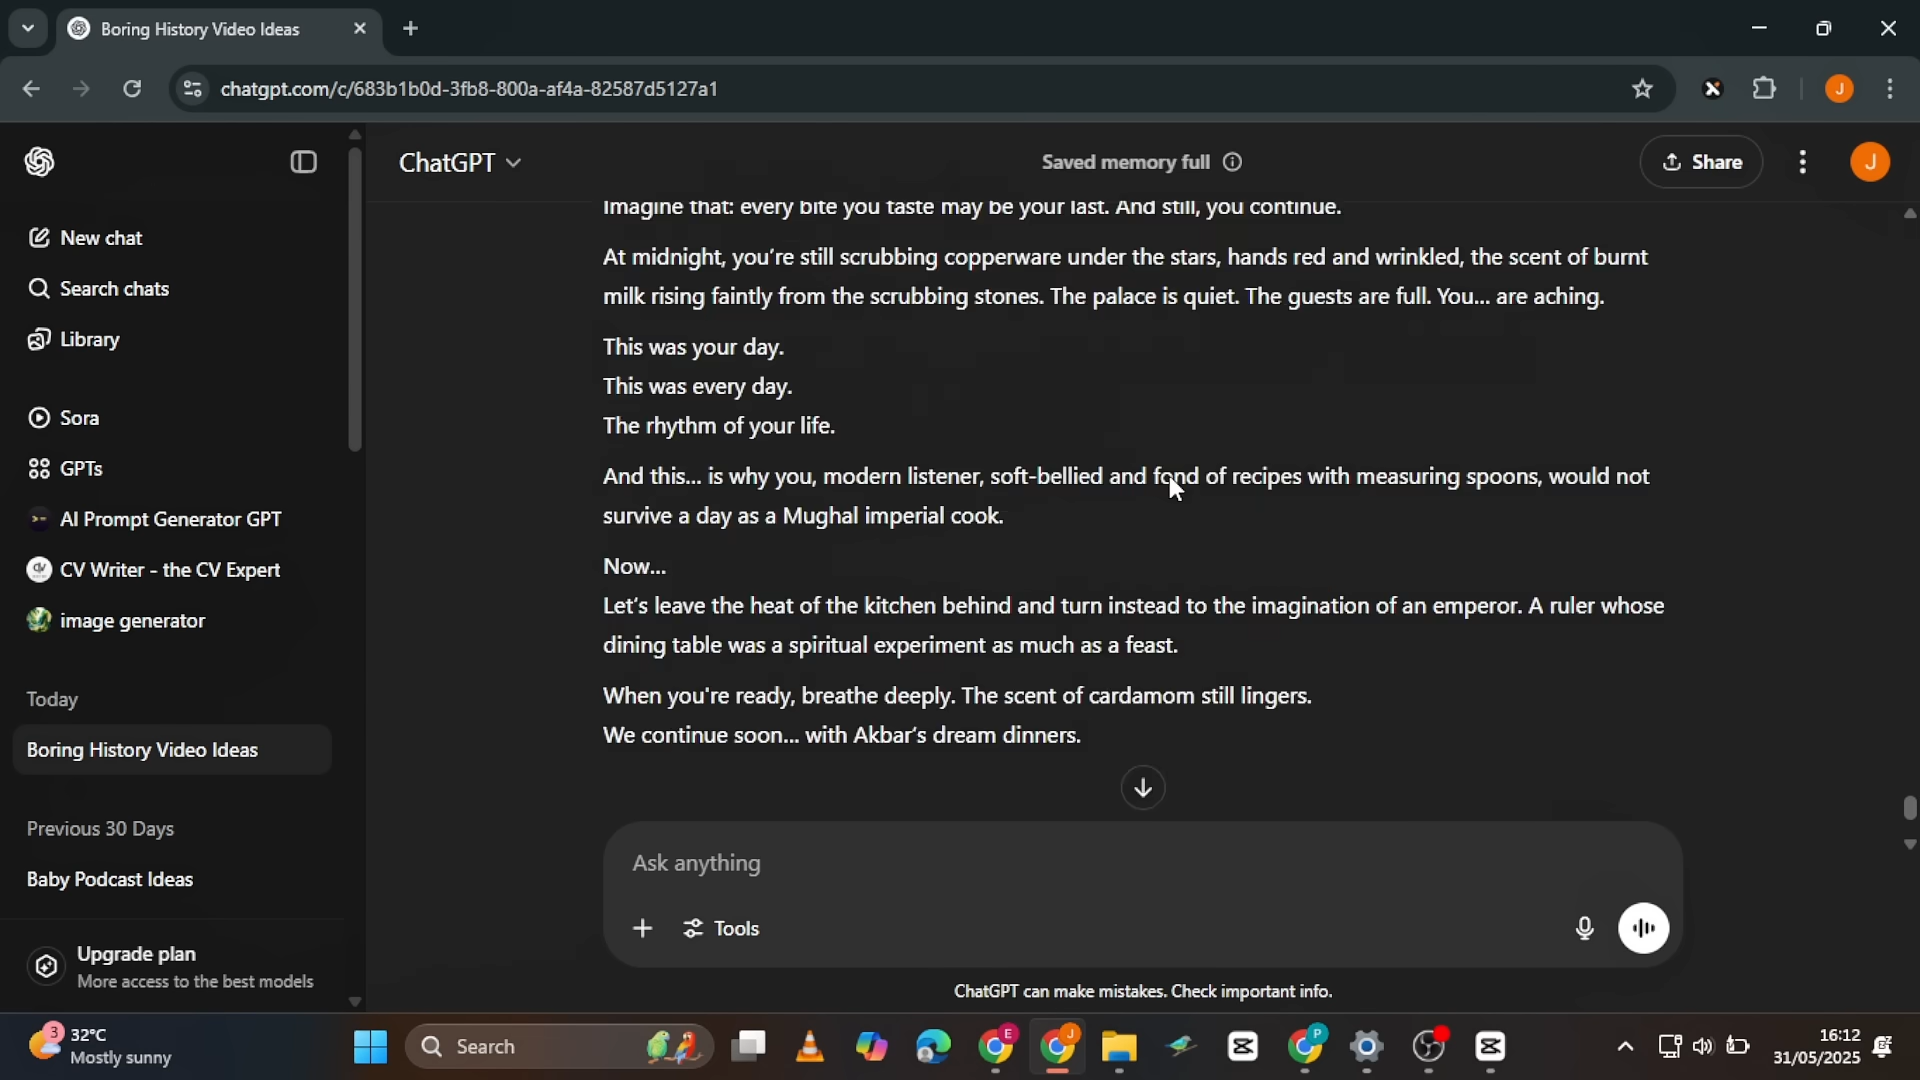 Boring History Video Ideas
chatgpt.com/c/683b1b0d-3fb8-800a-af4a-82587d5127a1
J
ChatGPT
Saved memory full
Share
J
New chat
Search chats
Library
Sora
GPTs
AI Prompt Generator GPT
CV Writer - the CV Expert
image generator
Today
Boring History Video Ideas
Previous 30 Days
Baby Podcast Ideas
Upgrade plan
More access to the best models
Imagine that: every bite you taste may be your last. And still, you continue.
At midnight, you're still scrubbing copperware under the stars, hands red and wrinkled, the scent of burnt
milk rising faintly from the scrubbing stones. The palace is quiet. The guests are full. You... are aching.
This was your day.
This was every day.
The rhythm of your life.
And this... is why you, modern listener, soft-bellied and fond of recipes with measuring spoons, would not
survive a day as a Mughal imperial cook.
Now...
Let's leave the heat of the kitchen behind and turn instead to the imagination of an emperor. A ruler whose
dining table was a spiritual experiment as much as a feast.
When you're ready, breathe deeply. The scent of cardamom still lingers.
We continue soon... with Akbar's dream dinners.
Ask anything
Tools
ChatGPT can make mistakes. Check important info.
3
32°C
Mostly sunny
Search
E
J
P
16:12
31/05/2025